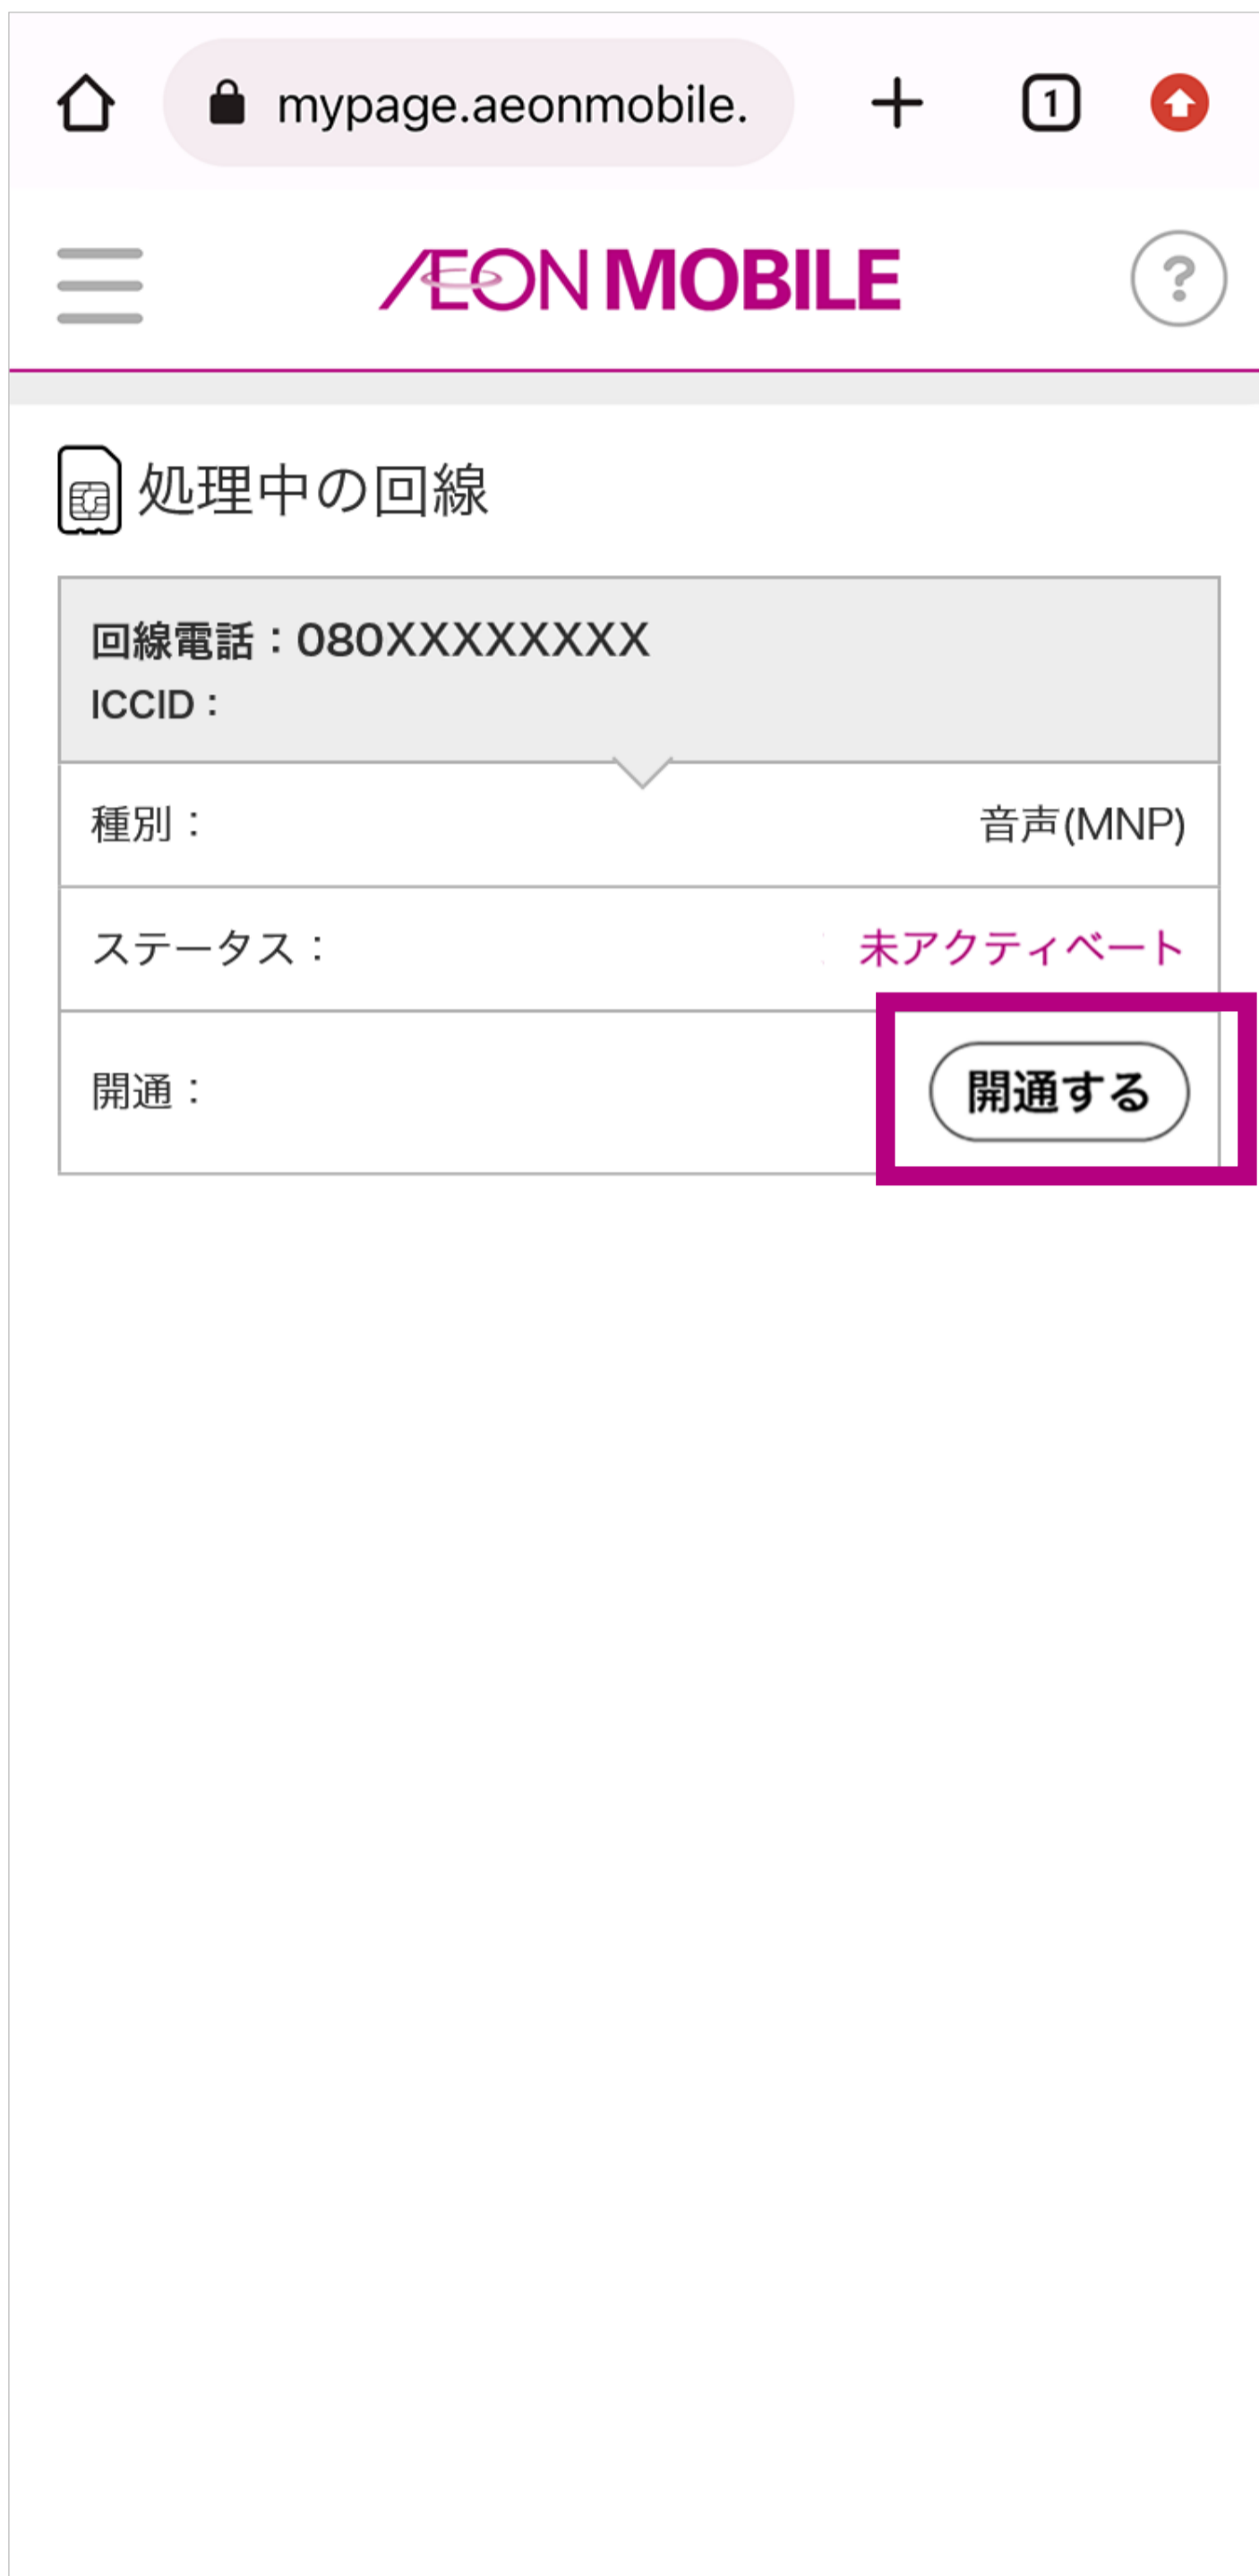 mypage.aeonmobile.
1
ÆON MOBILE
?
処理中の回線
回線電話：080XXXXXXXX
ICCID：
種別： 音声(MNP)
ステータス： 未アクティベート
開通： 開通する